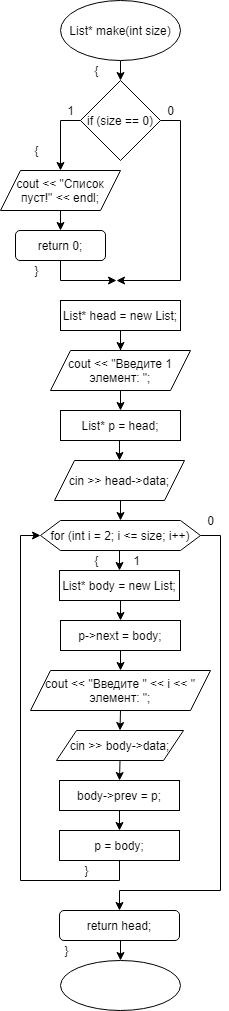 List* make(int size)
{
1
0
if (size == 0)
{
cout << "Список
пуст!" << endl;
return 0;
}
List* head = new List;
cout << "Введите 1
элемент: ";
List* p = head;
cin >> head->data;
0
for (int i = 2; i <= size; i++)
{
1
List* body = new List;
p->next = body;
cout << "Введите " << i << "
элемент: ";
cin >> body->data;
body->prev = p;
p = body;
}
return head;
}